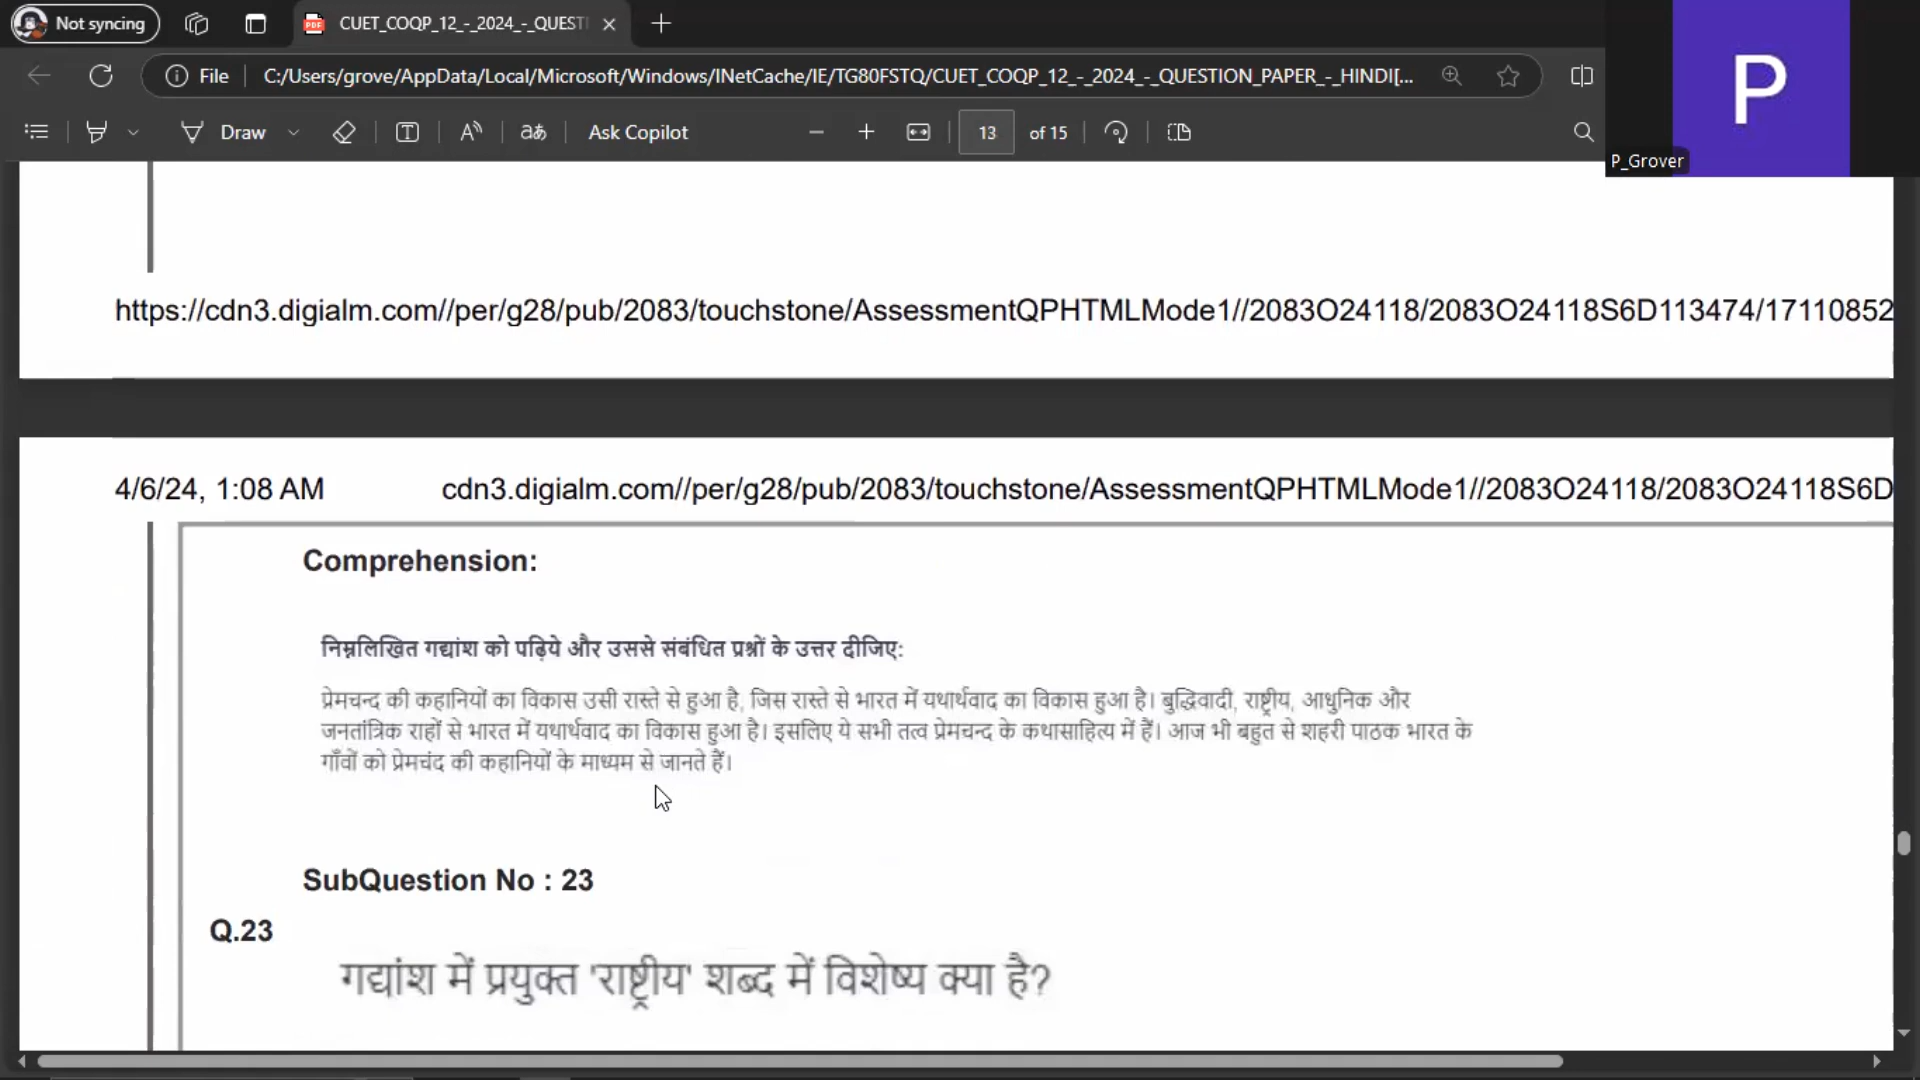 Not syncing
CUET_COQP_12_-_2024_-_QUESTI
File
C:/Users/grove/AppData/Local/Microsoft/Windows/INetCache/IE/TG80FSTQ/CUET_COQP_12_-_2024_-_QUESTION_PAPER_-_HINDI[...
Draw
Ask Copilot
13 of 15
P
P_Grover
https://cdn3.digialm.com//per/g28/pub/2083/touchstone/AssessmentQPHTMLMode1//2083O24118/2083O24118S6D113474/17110852
4/6/24, 1:08 AM
cdn3.digialm.com//per/g28/pub/2083/touchstone/AssessmentQPHTMLMode1//2083O24118/2083O24118S6D
Comprehension:
निम्नलिखित गद्यांश को पढ़िये और उससे संबंधित प्रश्नों के उत्तर दीजिए:
प्रेमचन्द की कहानियों का विकास उसी रास्ते से हुआ है, जिस रास्ते से भारत में यथार्थवाद का विकास हुआ है। बुद्धिवादी, राष्ट्रीय, आधुनिक और
जनतांत्रिक राहों से भारत में यथार्थवाद का विकास हुआ है। इसलिए ये सभी तत्व प्रेमचन्द के कथासाहित्य में हैं। आज भी बहुत से शहरी पाठक भारत के
गाँवों को प्रेमचंद की कहानियों के माध्यम से जानते हैं।
SubQuestion No : 23
Q.23
गद्यांश में प्रयुक्त 'राष्ट्रीय' शब्द में विशेष्य क्या है?